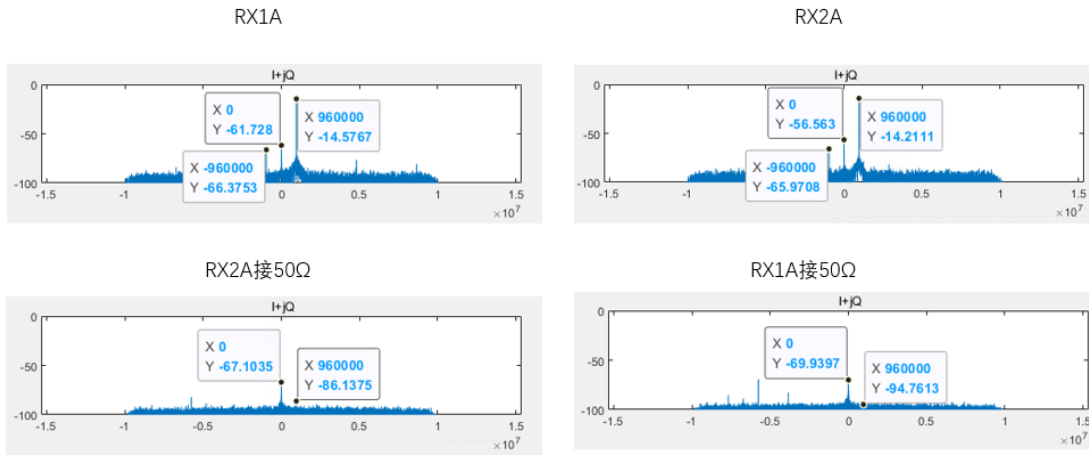 RX1A
RX2A
I+jQ
0
-50
-100
X 0
Y -61.728
X 960000
Y -14.5767
X -960000
Y -66.3753
-1.5 -1 -0.5 0 0.5 1 1.5
×10⁷
I+jQ
0
-50
-100
X 0
Y -56.563
X 960000
Y -14.2111
X -960000
Y -65.9708
-1.5 -1 -0.5 0 0.5 1 1.5
×10⁷
RX2A接50Ω
RX1A接50Ω
I+jQ
0
-50
-100
X 0
Y -67.1035
X 960000
Y -86.1375
-1.5 -1 -0.5 0 0.5 1 1.5
×10⁷
I+jQ
0
-50
-100
X 0
Y -69.9397
X 960000
Y -94.7613
-1.5 -1 -0.5 0 0.5 1 1.5
×10⁷